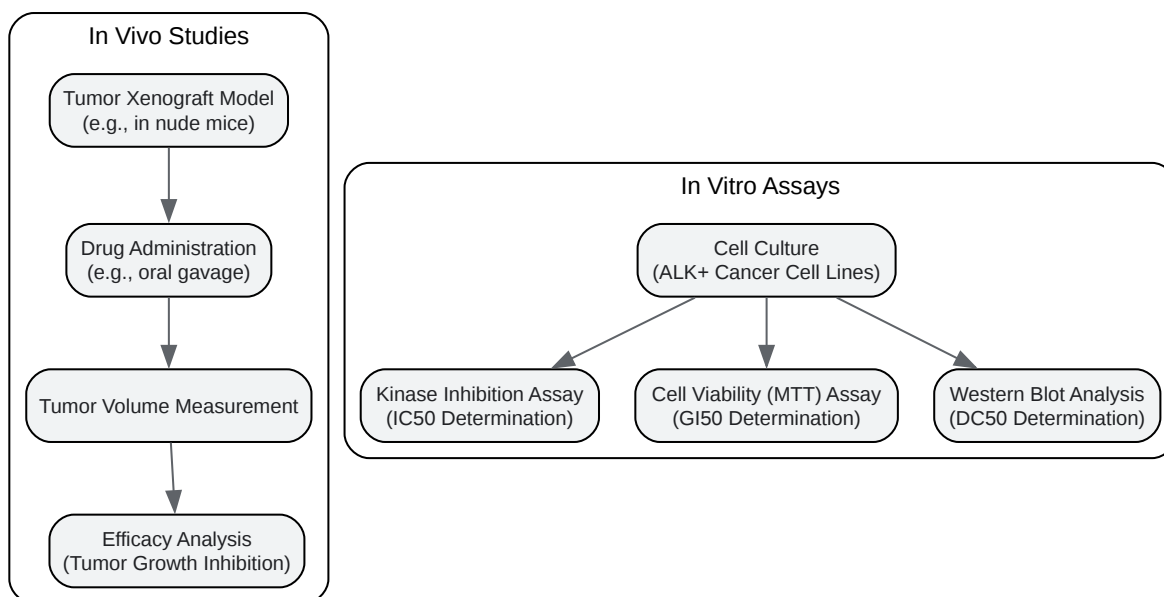 In Vivo Studies
Tumor Xenograft Model
(e.g., in nude mice)
Drug Administration
(e.g., oral gavage)
Tumor Volume Measurement
Efficacy Analysis
(Tumor Growth Inhibition)
In Vitro Assays
Cell Culture
(ALK+ Cancer Cell Lines)
Kinase Inhibition Assay
(IC50 Determination)
Cell Viability (MTT) Assay
(GI50 Determination)
Western Blot Analysis
(DC50 Determination)